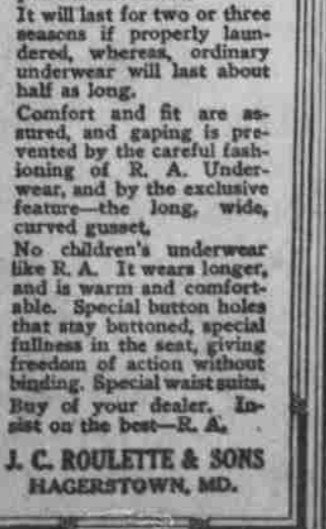 It will last for two or three
seasons if properly laun-
dered, whereas, ordinary
underwear will last about
half as long.
Comfort and fit are as-
sured, and gaping is pre-
vented by the careful fash-
ioning of R. A. Under-
wear, and by the exclusive
feature—the long, wide,
curved gusset.
No children's underwear
like R. A. It wears longer,
and is warm and comfort-
able. Special button holes
that stay buttoned, special
fullness in the seat, giving
freedom of action without
binding. Special waist suits.
Buy of your dealer. In-
sist on the best—R. A.
J. C. ROULETTE & SONS
HAGERSTOWN, MD.